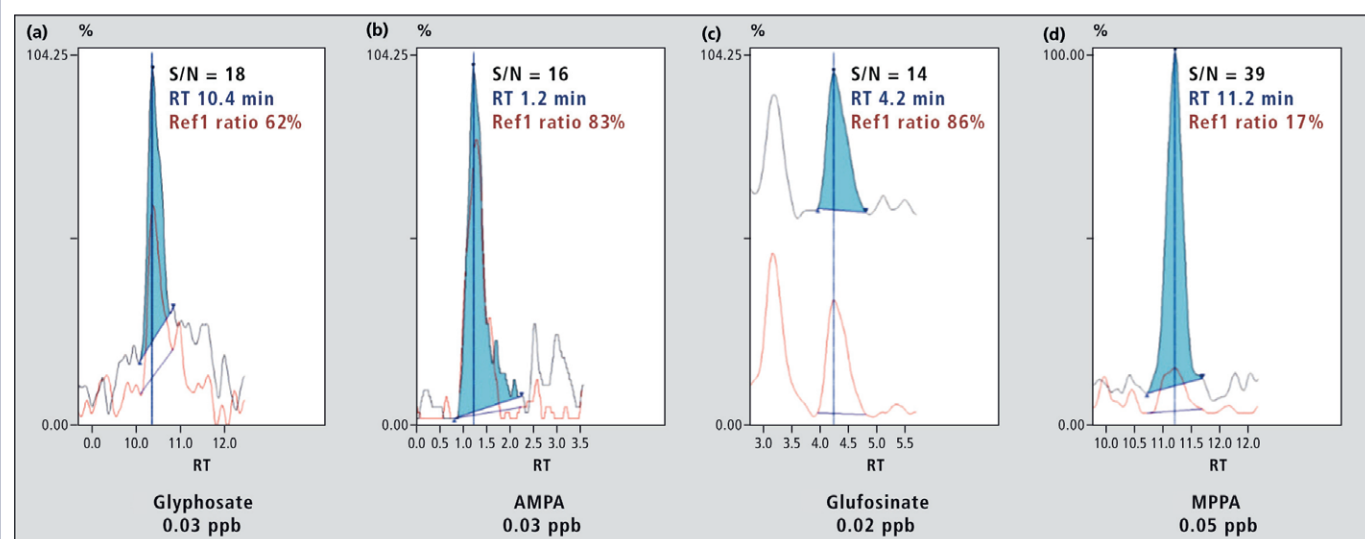 (a)
%
104.25
S/N = 18
RT 10.4 min
Ref1 ratio 62%
0.00
0.0 10.0 11.0 12.0
RT
Glyphosate
0.03 ppb
(b)
%
104.25
S/N = 16
RT 1.2 min
Ref1 ratio 83%
0.00
0.0 0.5 1.0 1.5 2.0 2.5 3.0 3.5
RT
AMPA
0.03 ppb
(c)
%
104.25
S/N = 14
RT 4.2 min
Ref1 ratio 86%
0.00
3.0 3.5 4.0 4.5 5.0 5.5
RT
Glufosinate
0.02 ppb
(d)
%
100.00
S/N = 39
RT 11.2 min
Ref1 ratio 17%
0.00
10.0 10.5 11.0 11.5 12.0 12.0
RT
MPPA
0.05 ppb